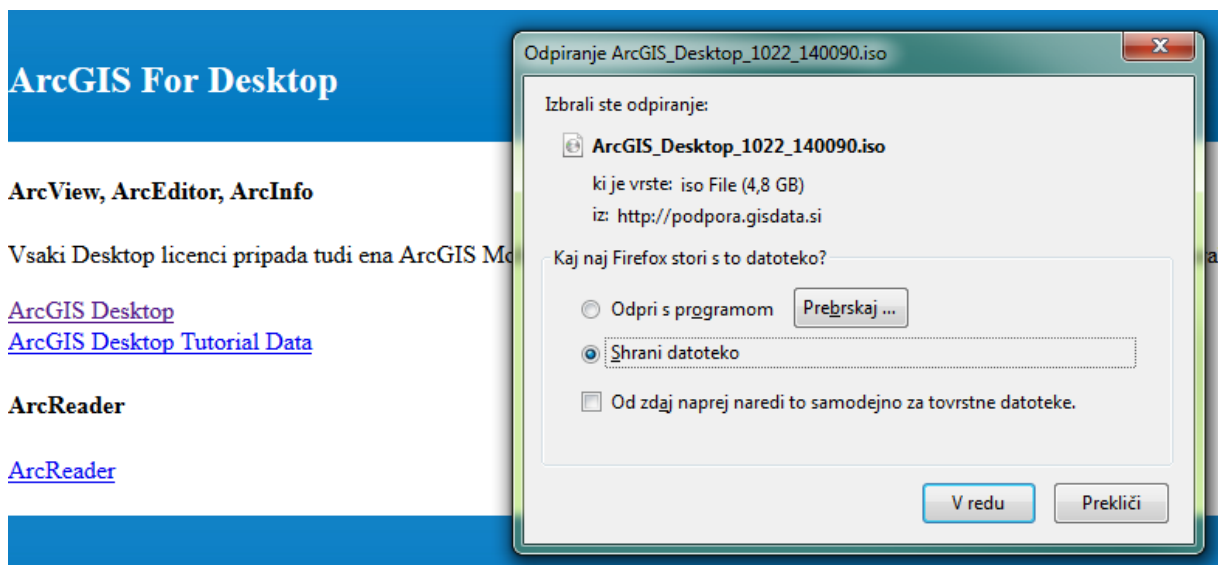 ArcGIS For Desktop
ArcView, ArcEditor, ArcInfo
Vsaki Desktop licenci pripada tudi ena ArcGIS
ArcGIS Desktop
ArcGIS Desktop Tutorial Data
ArcReader
ArcReader
Odpiranje ArcGIS_Desktop_1022_140090.iso
Izbrali ste odpiranje:
ArcGIS_Desktop_1022_140090.iso
ki je vrste: iso File (4,8 GB)
iz: http://podpora.gisdata.si
Kaj naj Firefox stori s to datoteko?
Odpri s programom Prebrskaj ...
Shrani datoteko
Od zdaj naprej naredi to samodejno za tovrstne datoteke.
V redu Prekliči